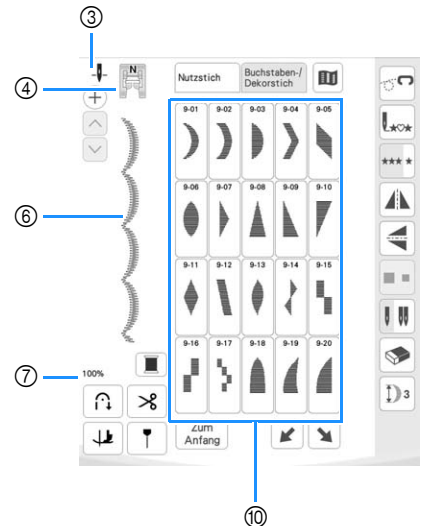 ③
④
N
Nutzstich
Buchstaben-/
Dekorstich
9-01 9-02 9-03 9-04 9-05
⑥
9-06 9-07 9-08 9-09 9-10
9-11 9-12 9-13 9-14 9-15
9-16 9-17 9-18 9-19 9-20
⑦
100%
3
Zum
Anfang
⑩